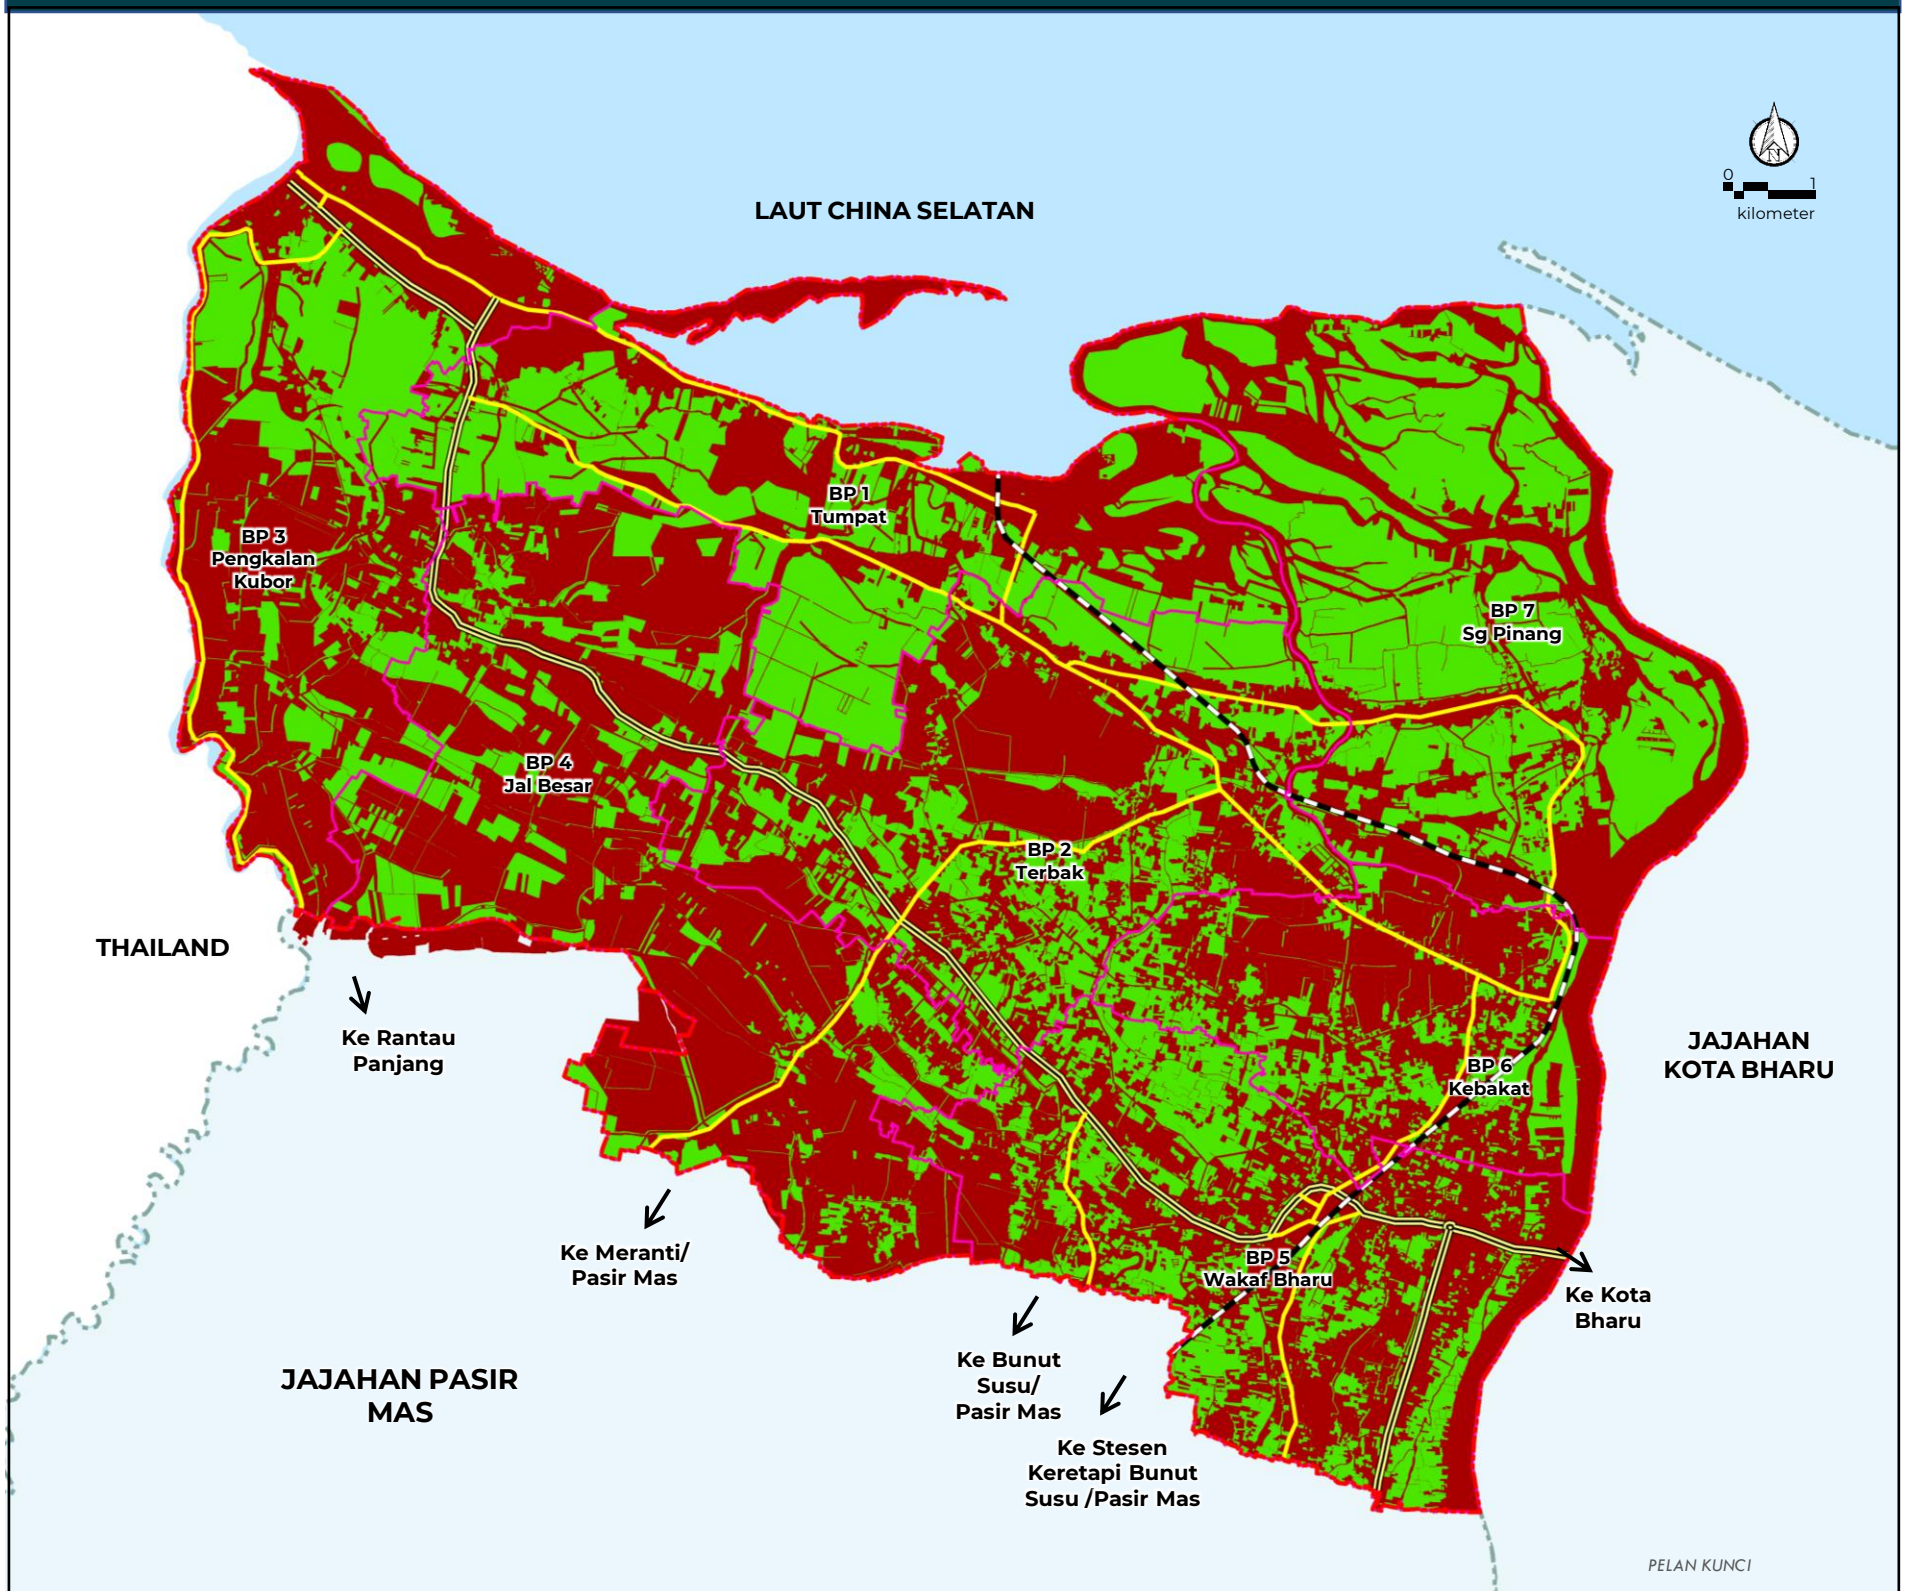 N
0 1
kilometer
LAUT CHINA SELATAN
BP 1
Tumpat
BP 3
Pengkalan
Kubor
BP 7
Sg Pinang
BP 4
Jal Besar
BP 2
Terbak
THAILAND
Ke Rantau
Panjang
JAJAHAN
KOTA BHARU
BP 6
Kebakat
Ke Meranti/
Pasir Mas
BP 5
Wakaf Bharu
Ke Kota
Bharu
Ke Bunut
Susu/
Pasir Mas
JAJAHAN PASIR
MAS
Ke Stesen
Keretapi Bunut
Susu /Pasir Mas
PELAN KUNCI